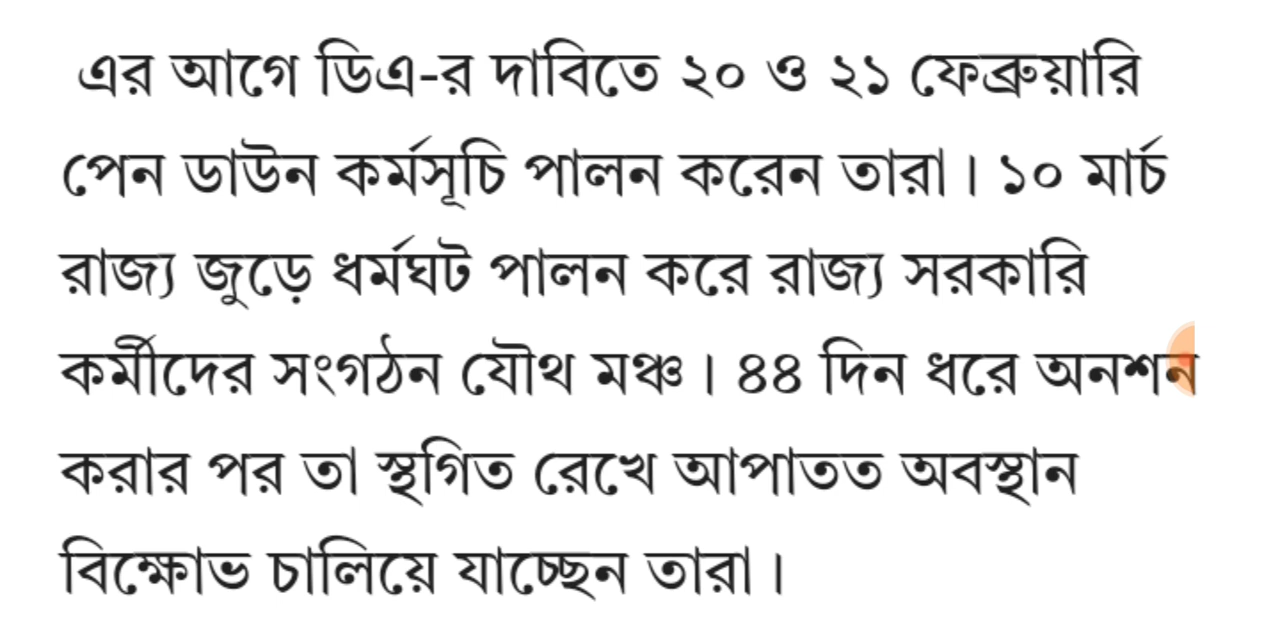 এর আগে ডিএ-র দাবিতে ২০ ও ২১ ফেব্রুয়ারি
পেন ডাউন কর্মসূচি পালন করেন তারা। ১০ মার্চ
রাজ্য জুড়ে ধর্মঘট পালন করে রাজ্য সরকারি
কর্মীদের সংগঠন যৌথ মঞ্চ। ৪৪ দিন ধরে অনশন
করার পর তা স্থগিত রেখে আপাতত অবস্থান
বিক্ষোভ চালিয়ে যাচ্ছেন তারা।